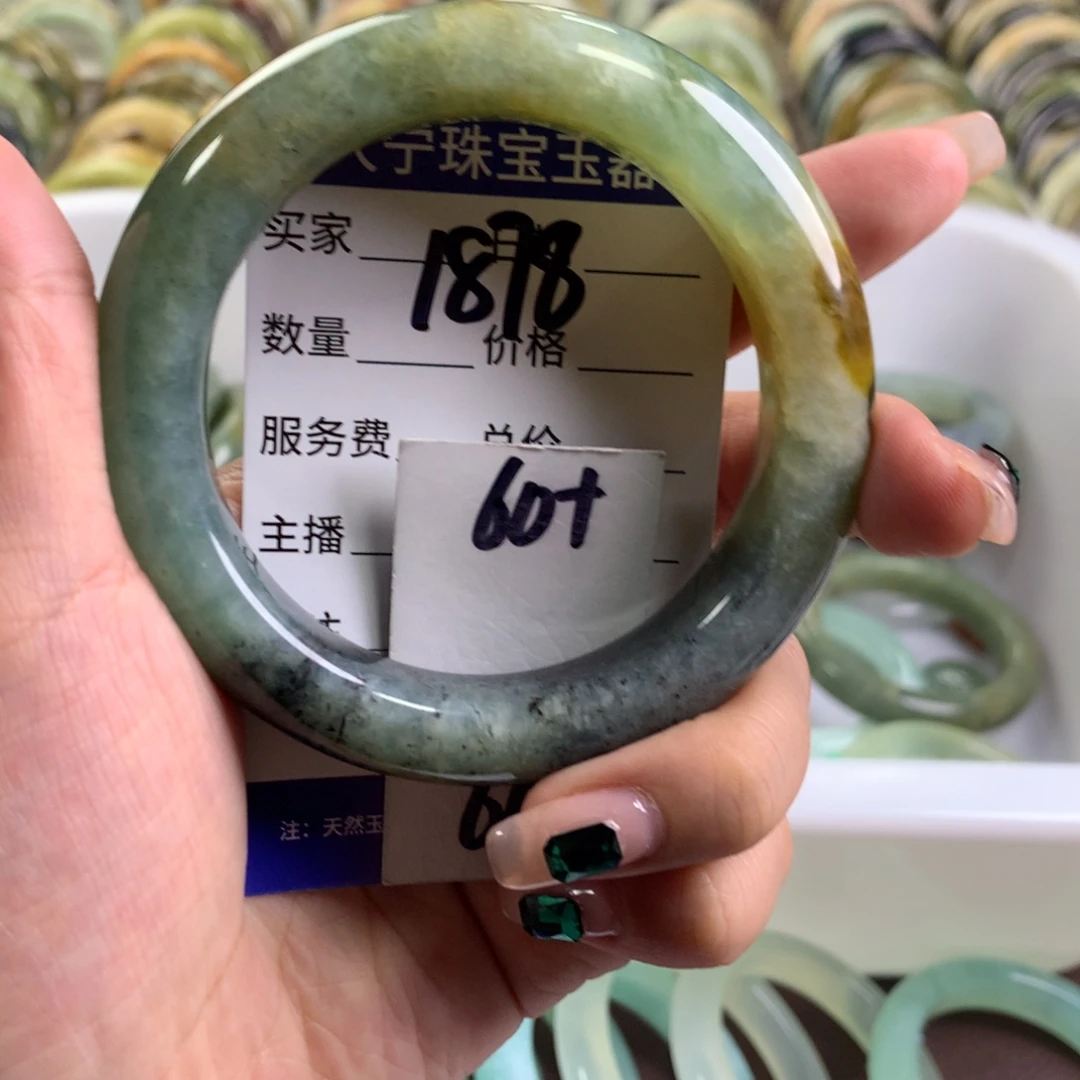 宁珠宝玉器
买家
1878
数量 价格
服务费 总价
60+
主播
注：天然玉